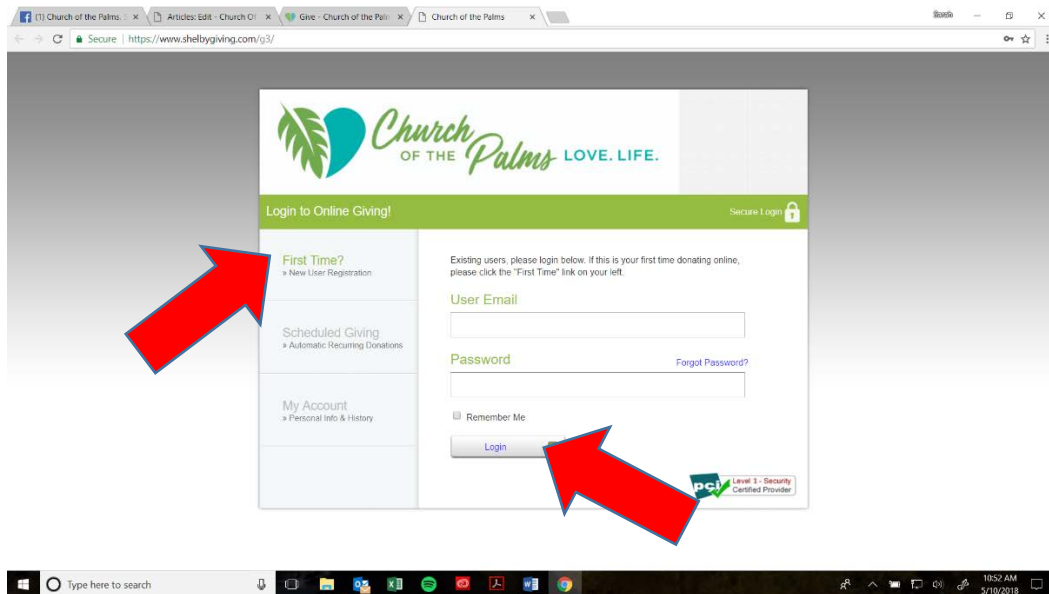 (1) Church of the Palms,
Articles: Edit - Church Of
Give - Church of the Palm
Church of the Palms
Sarah
Secure | https://www.shelbygiving.com/g3/
Church
OF THE Palms LOVE. LIFE.
Login to Online Giving!
Secure Login
First Time?
» New User Registration
Existing users, please login below. If this is your first time donating online,
please click the "First Time" link on your left.
User Email
Scheduled Giving
» Automatic Recurring Donations
Password
Forgot Password?
My Account
» Personal Info & History
Remember Me
Login
pci
Level 1 - Security
Certified Provider
Type here to search
10:52 AM
5/10/2018